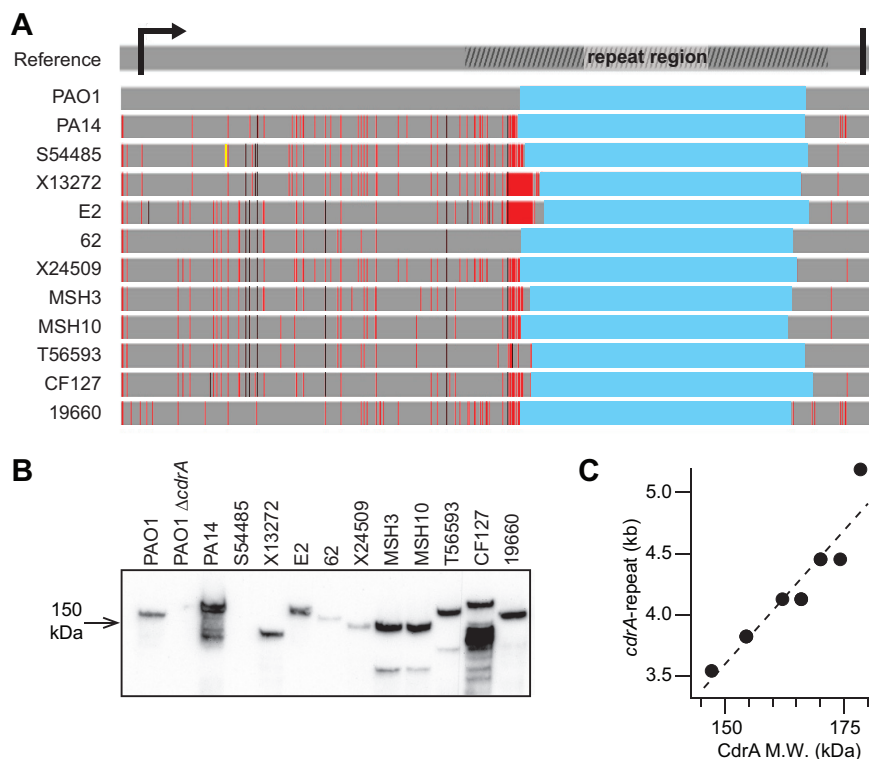 A
Reference
repeat region
PAO1
PA14
S54485
X13272
E2
62
X24509
MSH3
MSH10
T56593
CF127
19660
B
PAO1
PAO1 ΔcdrA
PA14
S54485
X13272
E2
62
X24509
MSH3
MSH10
T56593
CF127
19660
150
kDa
C
cdrA-repeat (kb)
5.0
4.5
4.0
3.5
150
175
CdrA M.W. (kDa)